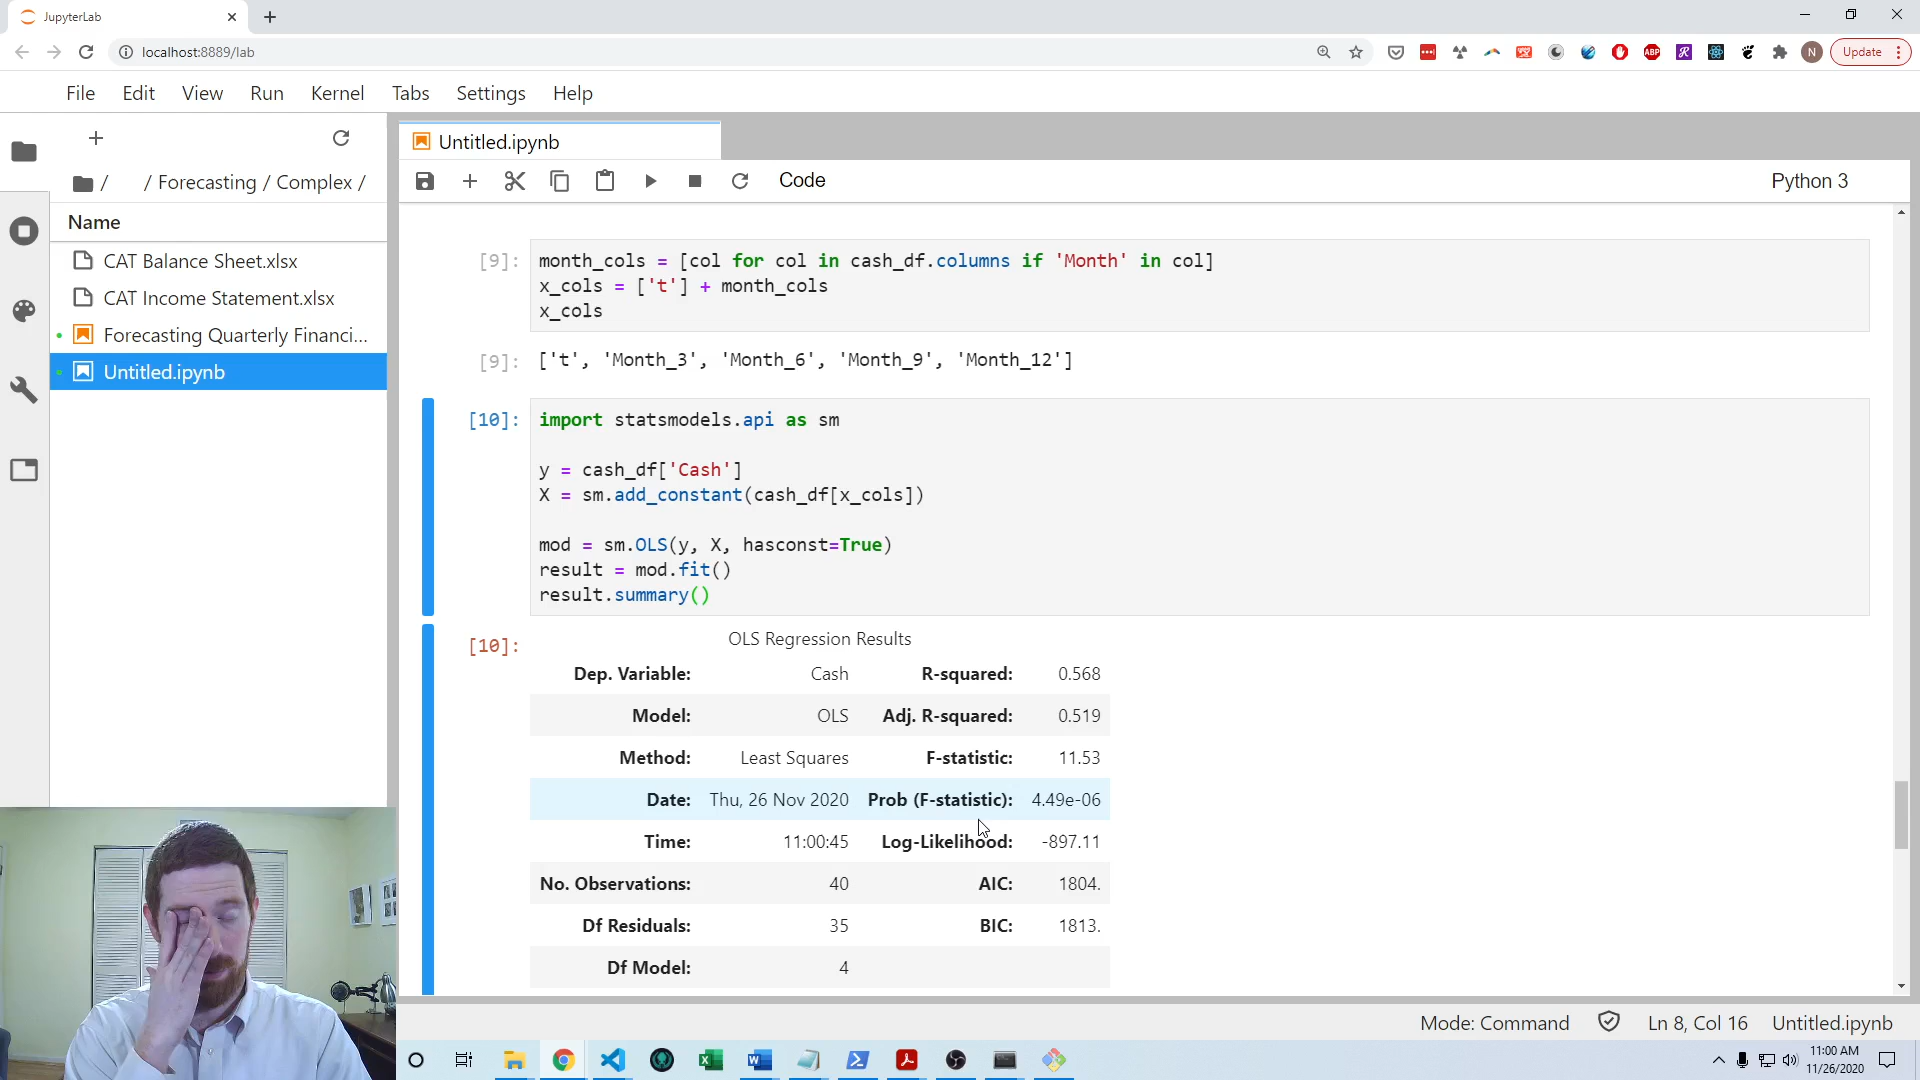 JupyterLab
localhost:8889/lab
N
Update
File Edit View Run Kernel Tabs Settings Help
Untitled.ipynb
/ / Forecasting / Complex /
Code
Python 3
Name
CAT Balance Sheet.xlsx
CAT Income Statement.xlsx
Forecasting Quarterly Financi...
Untitled.ipynb
[9]:
month_cols = [col for col in cash_df.columns if 'Month' in col]
x_cols = ['t'] + month_cols
x_cols
[9]:
['t', 'Month_3', 'Month_6', 'Month_9', 'Month_12']
[10]:
import statsmodels.api as sm
y = cash_df['Cash']
X = sm.add_constant(cash_df[x_cols])
mod = sm.OLS(y, X, hasconst=True)
result = mod.fit()
result.summary()
[10]:
OLS Regression Results
Dep. Variable: Cash R-squared: 0.568
Model: OLS Adj. R-squared: 0.519
Method: Least Squares F-statistic: 11.53
Date: Thu, 26 Nov 2020 Prob (F-statistic): 4.49e-06
Time: 11:00:45 Log-Likelihood: -897.11
No. Observations: 40 AIC: 1804.
Df Residuals: 35 BIC: 1813.
Df Model: 4
Mode: Command Ln 8, Col 16 Untitled.ipynb
11:00 AM
11/26/2020